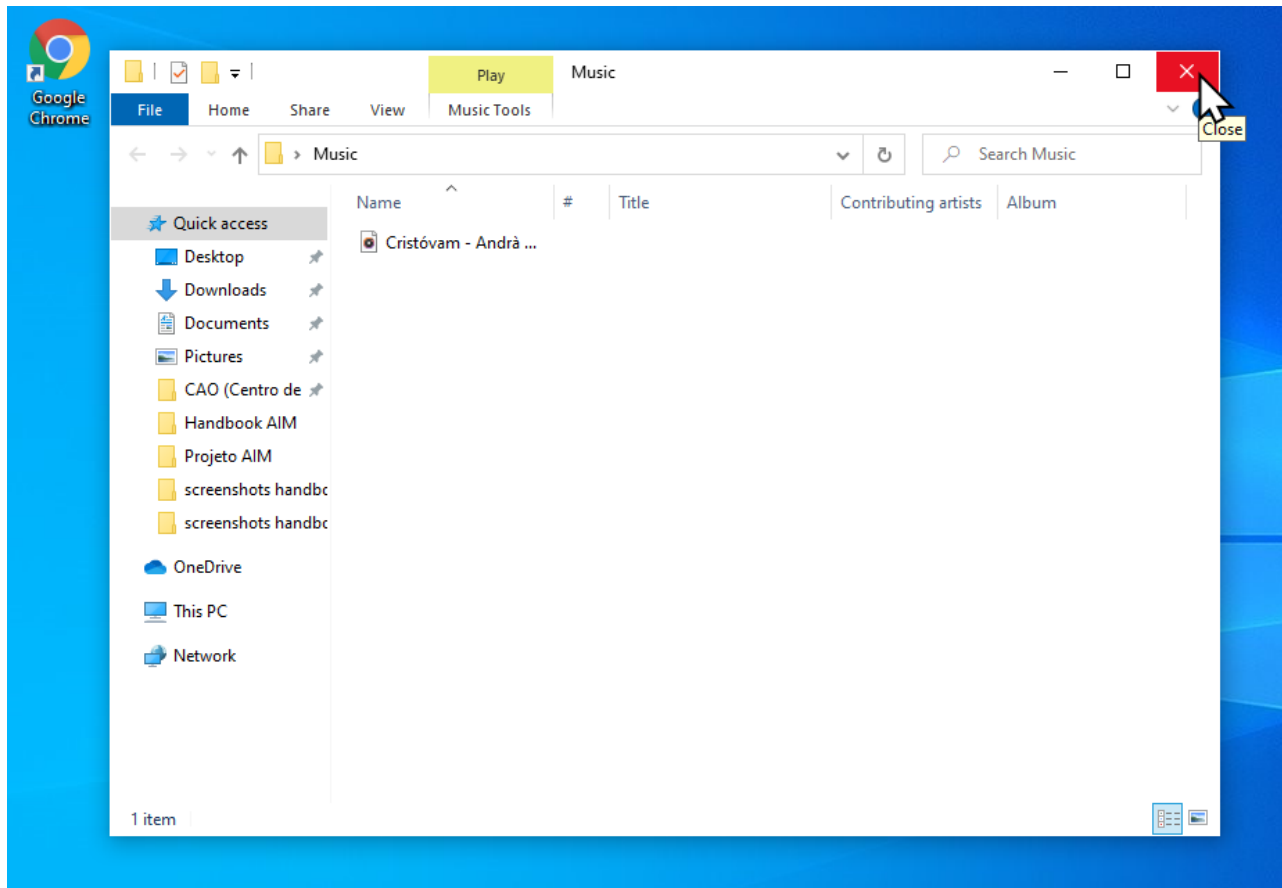 Google
Chrome
Play
Music
File
Home
Share
View
Music Tools
Close
Music
Search Music
Name
#
Title
Contributing artists
Album
Quick access
Cristóvam - Andrà ...
Desktop
Downloads
Documents
Pictures
CAO (Centro de
Handbook AIM
Projeto AIM
screenshots handbc
screenshots handbc
OneDrive
This PC
Network
1 item